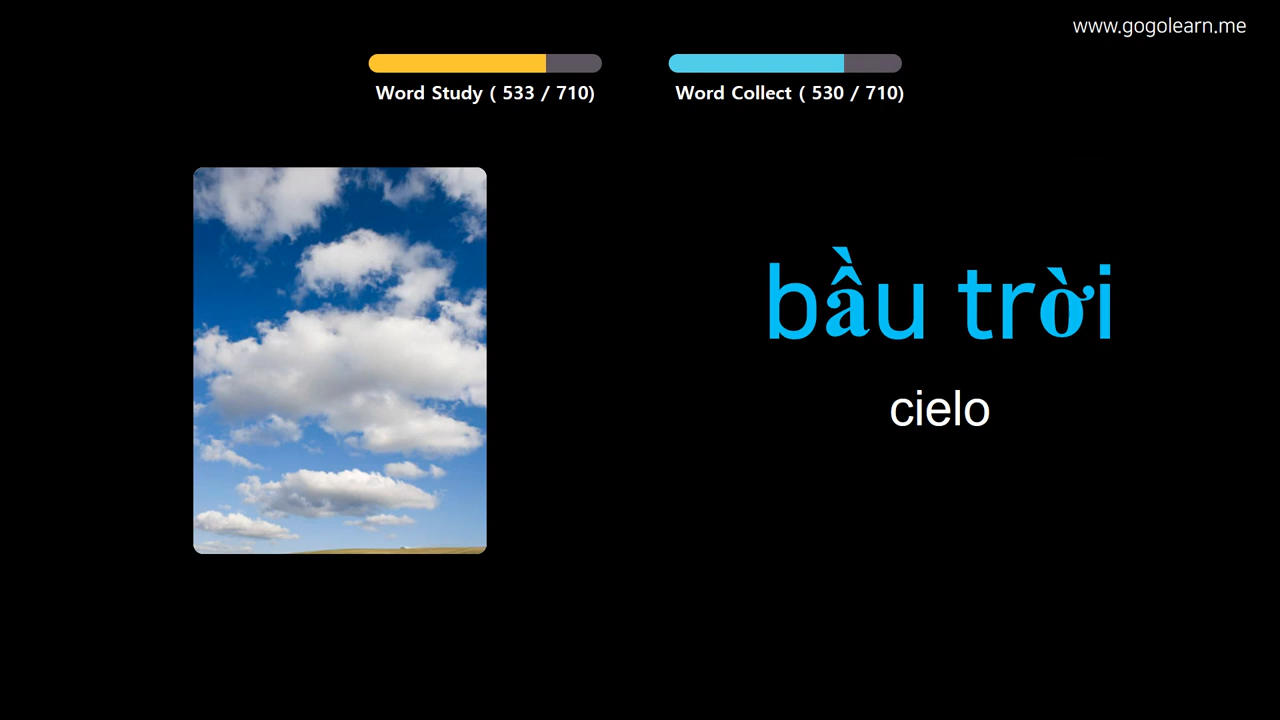 www.gogolearn.me
Word Study ( 533 / 710)
Word Collect ( 530 / 710)
bầu trời
cielo